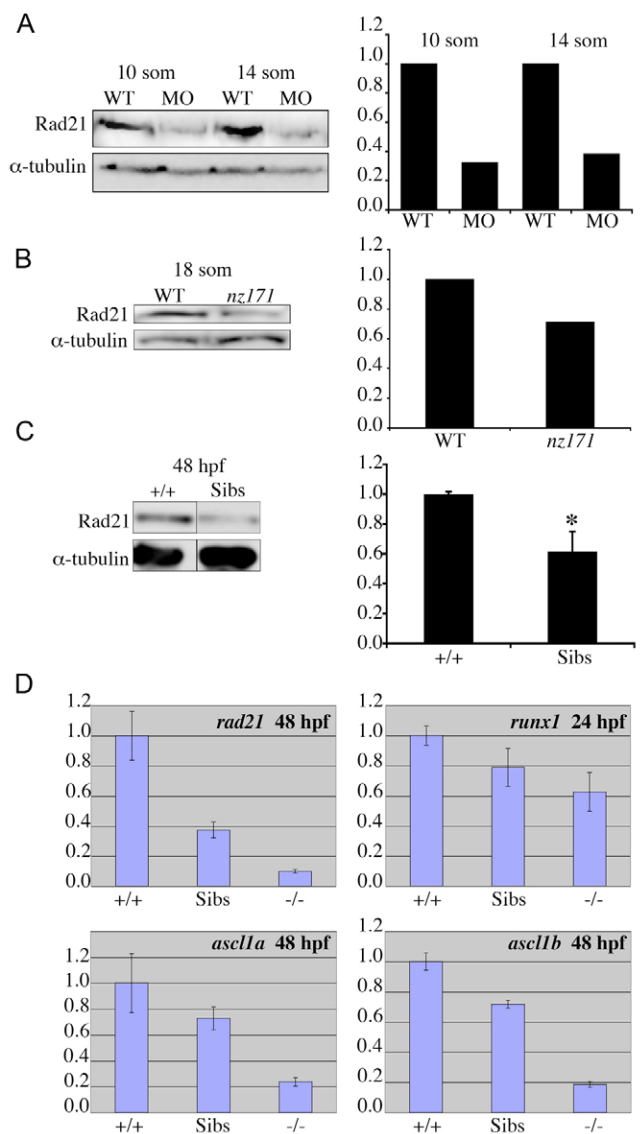 A
10 som 14 som
WT MO WT MO
Rad21
α-tubulin
10 som 14 som
1.2
1.0
0.8
0.6
0.4
0.2
0.0
WT MO WT MO
B
18 som
WT nz171
Rad21
α-tubulin
1.2
1.0
0.8
0.6
0.4
0.2
0.0
WT nz171
C
48 hpf
+/+ Sibs
Rad21
α-tubulin
1.2
1.0
0.8
0.6
0.4
0.2
0.0
*
+/+ Sibs
D
rad21 48 hpf
1.2
1.0
0.8
0.6
0.4
0.2
0.0
+/+ Sibs -/-
runx1 24 hpf
1.2
1.0
0.8
0.6
0.4
0.2
0.0
+/+ Sibs -/-
ascl1a 48 hpf
1.2
1.0
0.8
0.6
0.4
0.2
0.0
+/+ Sibs -/-
ascl1b 48 hpf
1.2
1.0
0.8
0.6
0.4
0.2
0.0
+/+ Sibs -/-